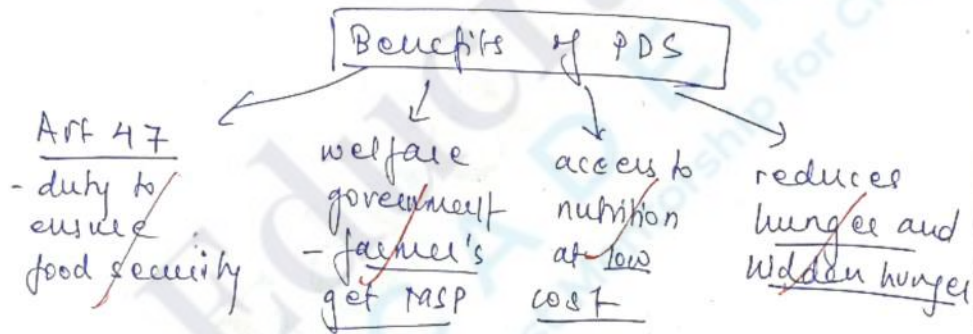 Benefits of PDS
Art 47
- duty to
ensure
food security
welfare
government
- farmer's
get MSP
access to
nutrition
at low
cost
reduces
hunger and
hidden hunger